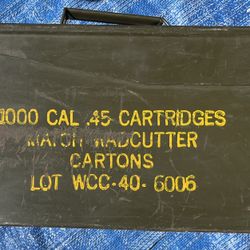 1000 CAL .45 CARTRIDGES
MATCH WADCUTTER
CARTONS
LOT WCC-40-6006